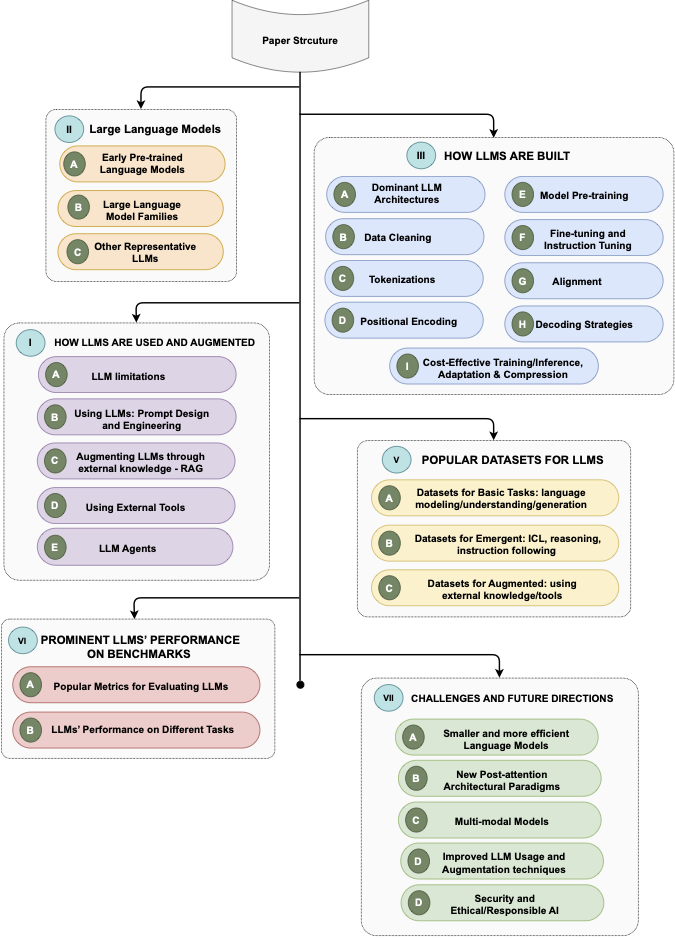 Paper Strcuture
II
Large Language Models
A
Early Pre-trained
Language Models
B
Large Language
Model Families
C
Other Representative
LLMs
III
HOW LLMS ARE BUILT
A
Dominant LLM
Architectures
B
Data Cleaning
C
Tokenizations
D
Positional Encoding
E
Model Pre-training
F
Fine-tuning and
Instruction Tuning
G
Alignment
H
Decoding Strategies
I
Cost-Effective Training/Inference,
Adaptation & Compression
I
HOW LLMS ARE USED AND AUGMENTED
A
LLM limitations
B
Using LLMs: Prompt Design
and Engineering
C
Augmenting LLMs through
external knowledge - RAG
D
Using External Tools
E
LLM Agents
V
POPULAR DATASETS FOR LLMS
A
Datasets for Basic Tasks: language
modeling/understanding/generation
B
Datasets for Emergent: ICL, reasoning,
instruction following
C
Datasets for Augmented: using
external knowledge/tools
VI
PROMINENT LLMS' PERFORMANCE
ON BENCHMARKS
A
Popular Metrics for Evaluating LLMs
B
LLMs' Performance on Different Tasks
VII
CHALLENGES AND FUTURE DIRECTIONS
A
Smaller and more efficient
Language Models
B
New Post-attention
Architectural Paradigms
C
Multi-modal Models
D
Improved LLM Usage and
Augmentation techniques
D
Security and
Ethical/Responsible AI